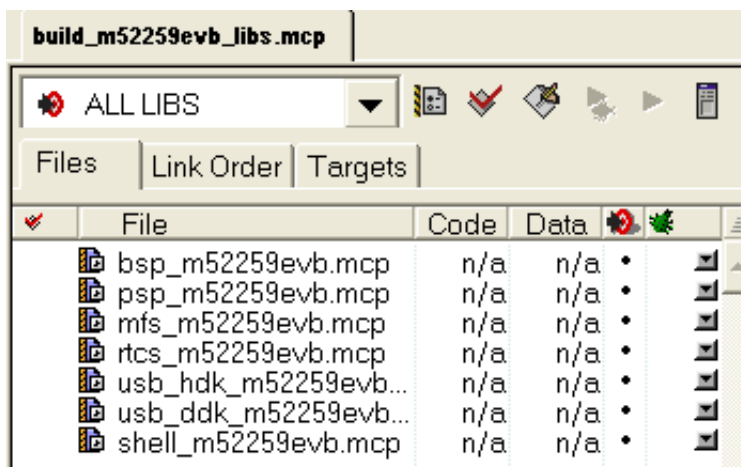 build_m52259evb_libs.mcp
ALL LIBS
Files Link Order Targets
File Code Data
bsp_m52259evb.mcp n/a n/a
psp_m52259evb.mcp n/a n/a
mfs_m52259evb.mcp n/a n/a
rtcs_m52259evb.mcp n/a n/a
usb_hdk_m52259evb... n/a n/a
usb_ddk_m52259evb... n/a n/a
shell_m52259evb.mcp n/a n/a